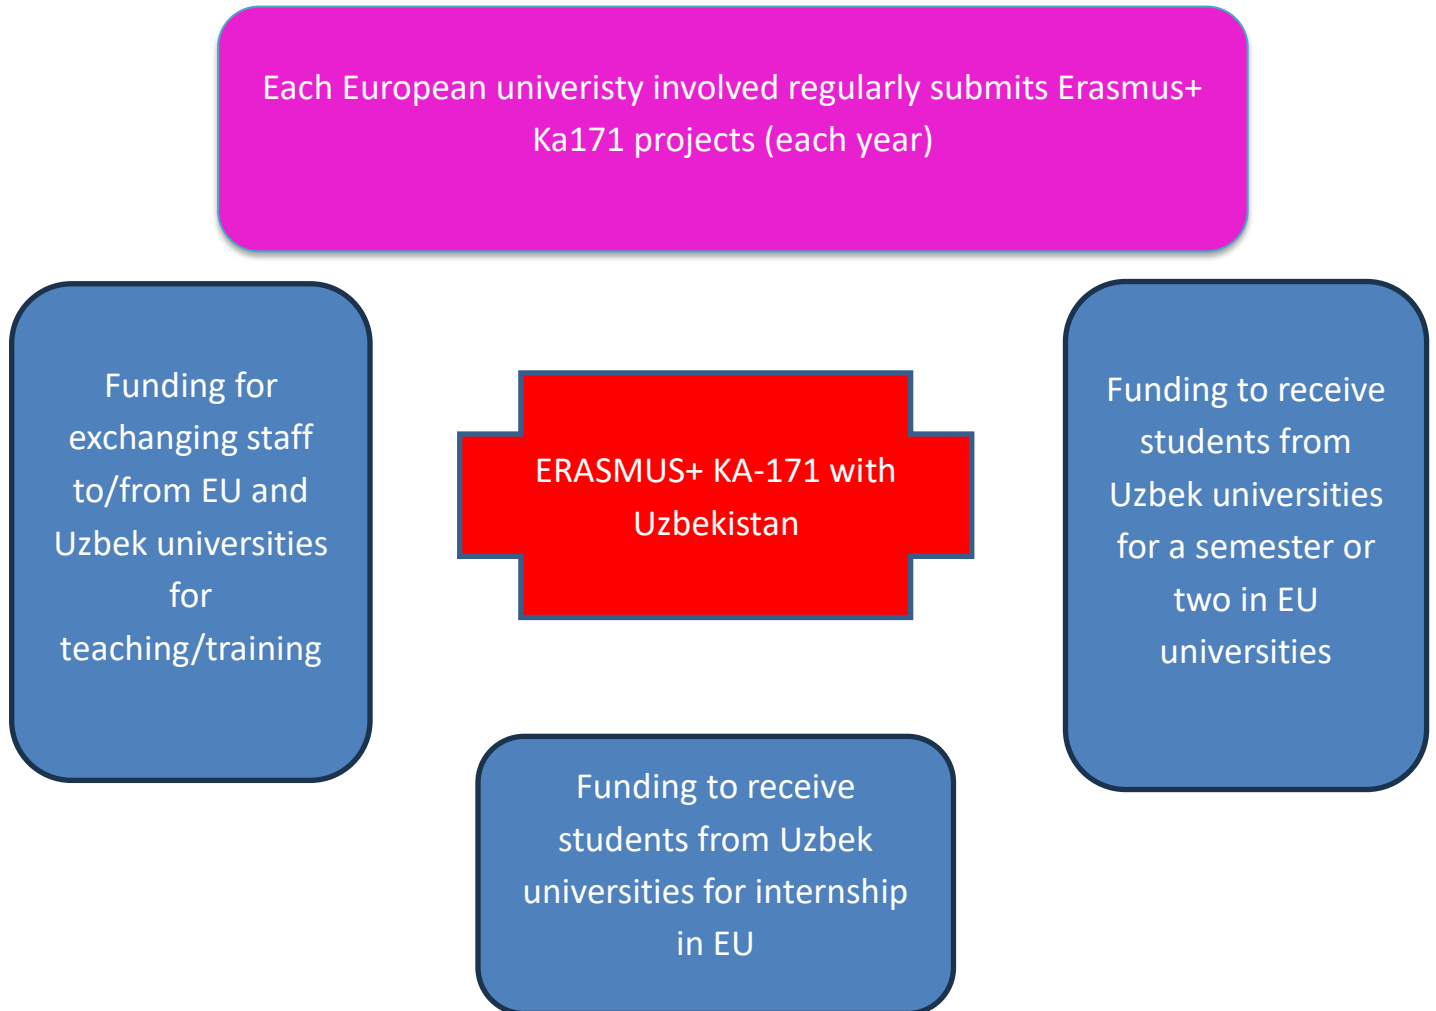 Each European univeristy involved regularly submits Erasmus+
Ka171 projects (each year)
Funding for
exchanging staff
to/from EU and
Uzbek universities
for
teaching/training
ERASMUS+ KA-171 with
Uzbekistan
Funding to receive
students from
Uzbek universities
for a semester or
two in EU
universities
Funding to receive
students from Uzbek
universities for internship
in EU